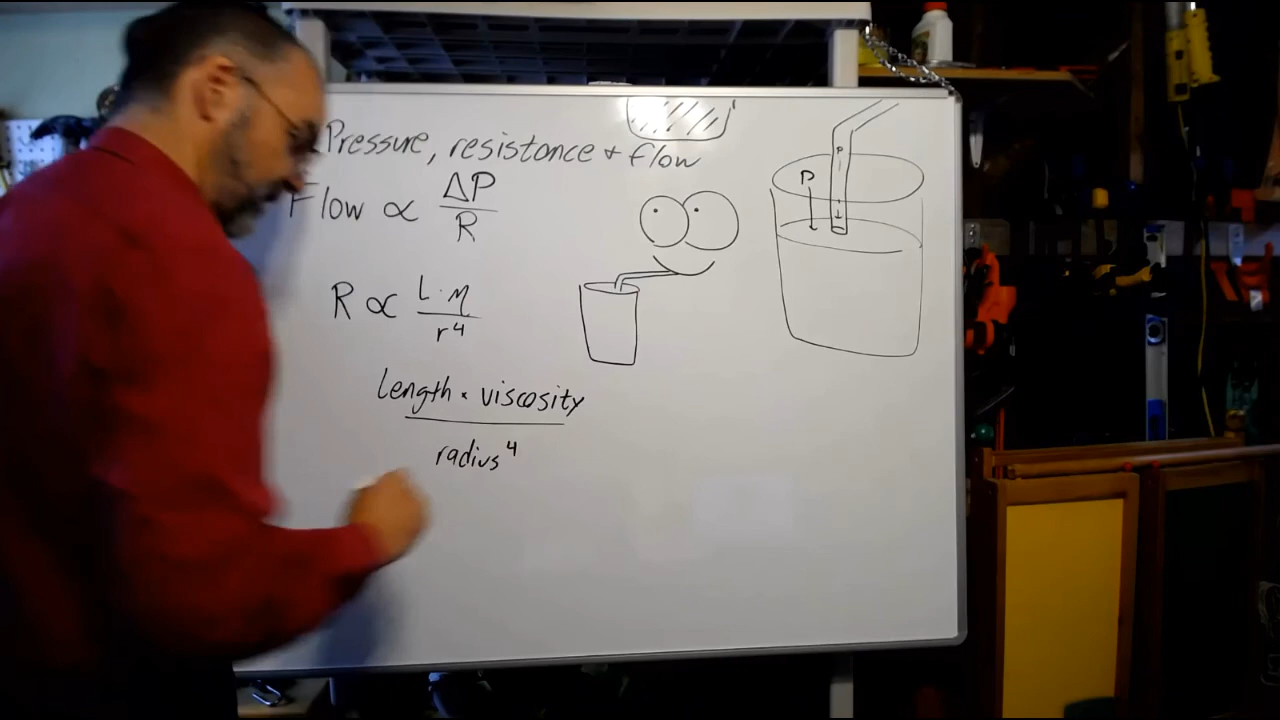 Pressure, resistance + flow
Flow ∝ ΔP / R
R ∝ L · η / r⁴
Length · viscosity
radius⁴
P
P